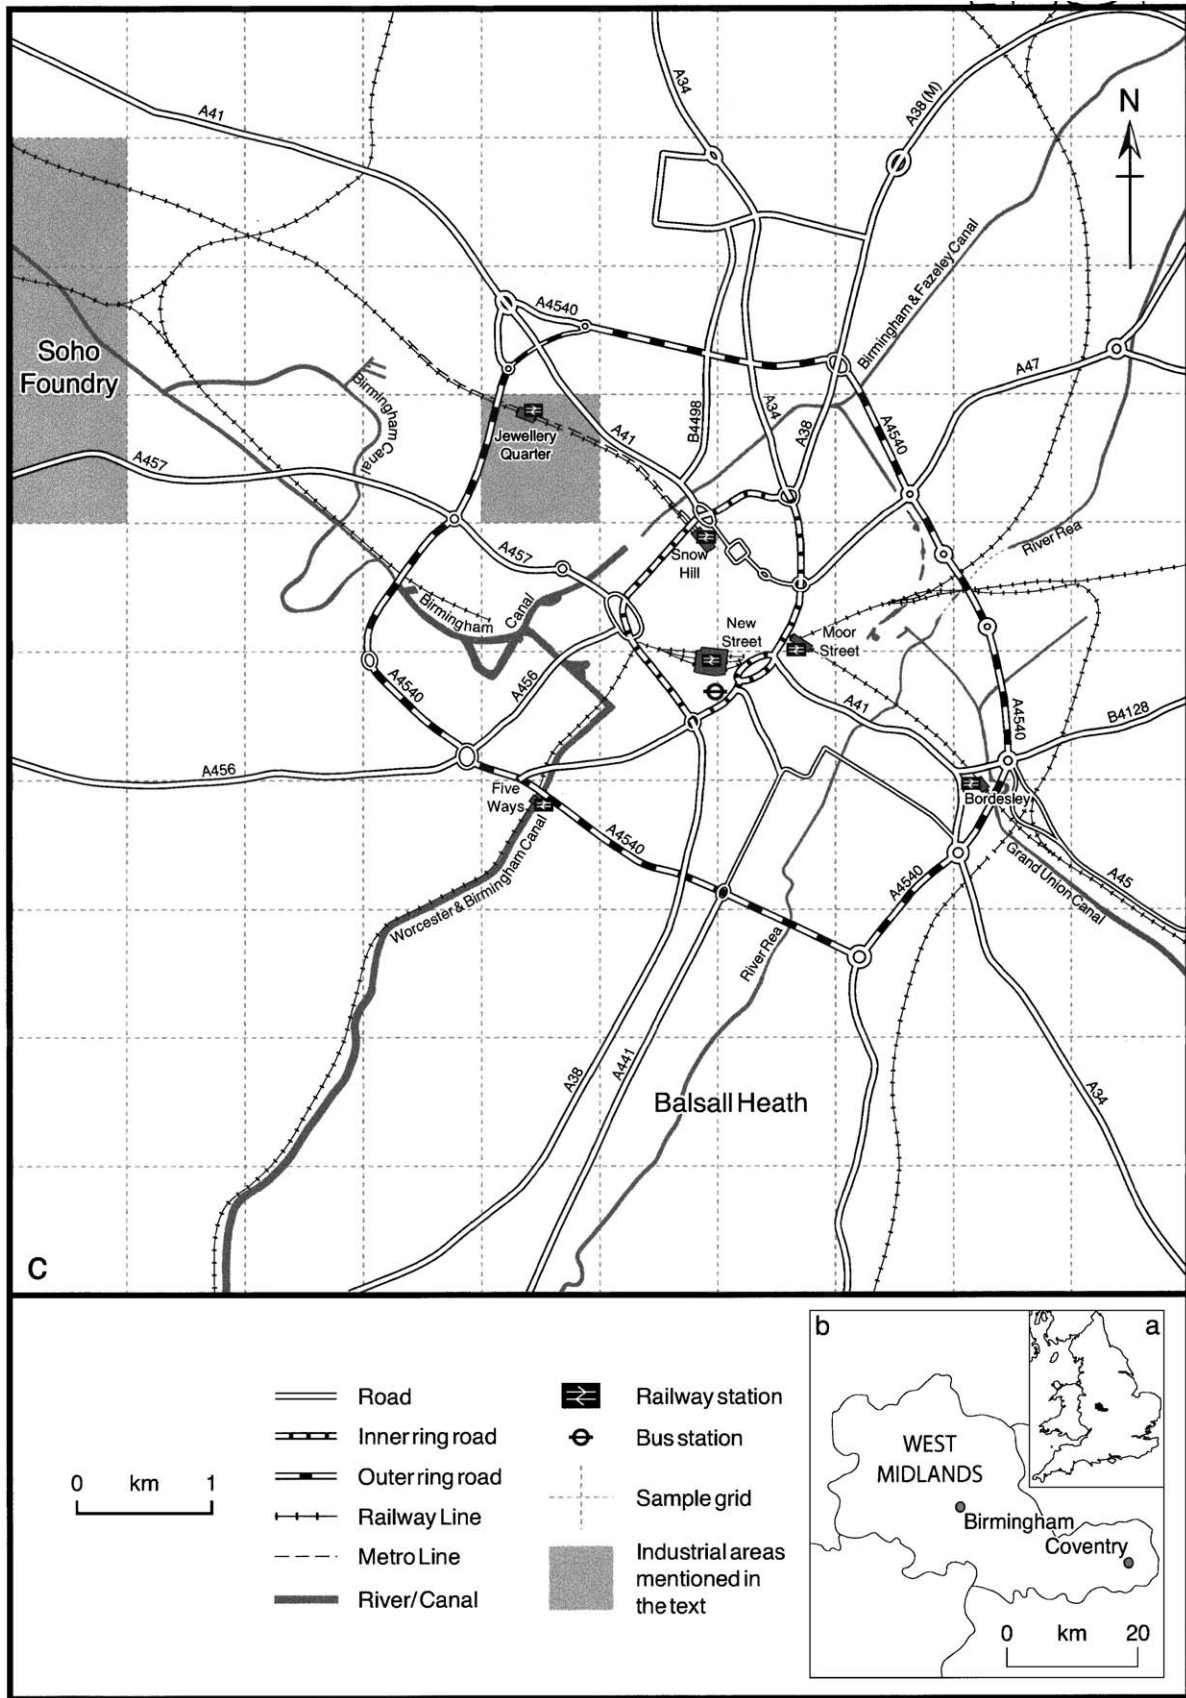 A34
A38(M)
N
A41
Birmingham & Fazeley Canal
A4540
Soho
Foundry
A47
Birmingham
Canal
B4498
A34
A38
A4540
Jewellery
Quarter
A41
A457
River Rea
Snow
Hill
A457
Birmingham
Canal
New
Street
Moor
Street
A4540
A456
A41
A4540
B4128
A456
Five
Ways
Bordesley
A4540
A4540
Grand Union Canal
A45
Worcester & Birmingham Canal
River Rea
A38
A441
Balsall Heath
A34
C
Road
Inner ring road
Outer ring road
Railway Line
Metro Line
River/Canal
0 km 1
Railway station
Bus station
Sample grid
Industrial areas
mentioned in
the text
b
a
WEST
MIDLANDS
Birmingham
Coventry
0 km 20